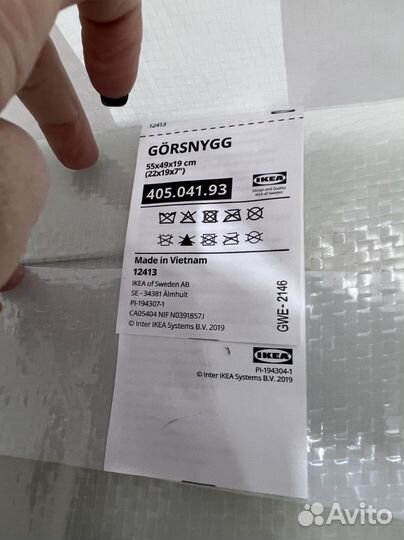 12413
GÖRSNYGG
55x49x19 cm
(22x19x7")
405.041.93
IKEA
Design and Quality
IKEA of Sweden
Made in Vietnam
12413
IKEA of Sweden AB
SE - 34381 Älmhult
PI-194307-1
CA05404 NIF N0391857J
© Inter IKEA Systems B.V. 2019
GWE- 2146
IKEA
PI-194304-1
© Inter IKEA Systems B.V. 2019
Avito